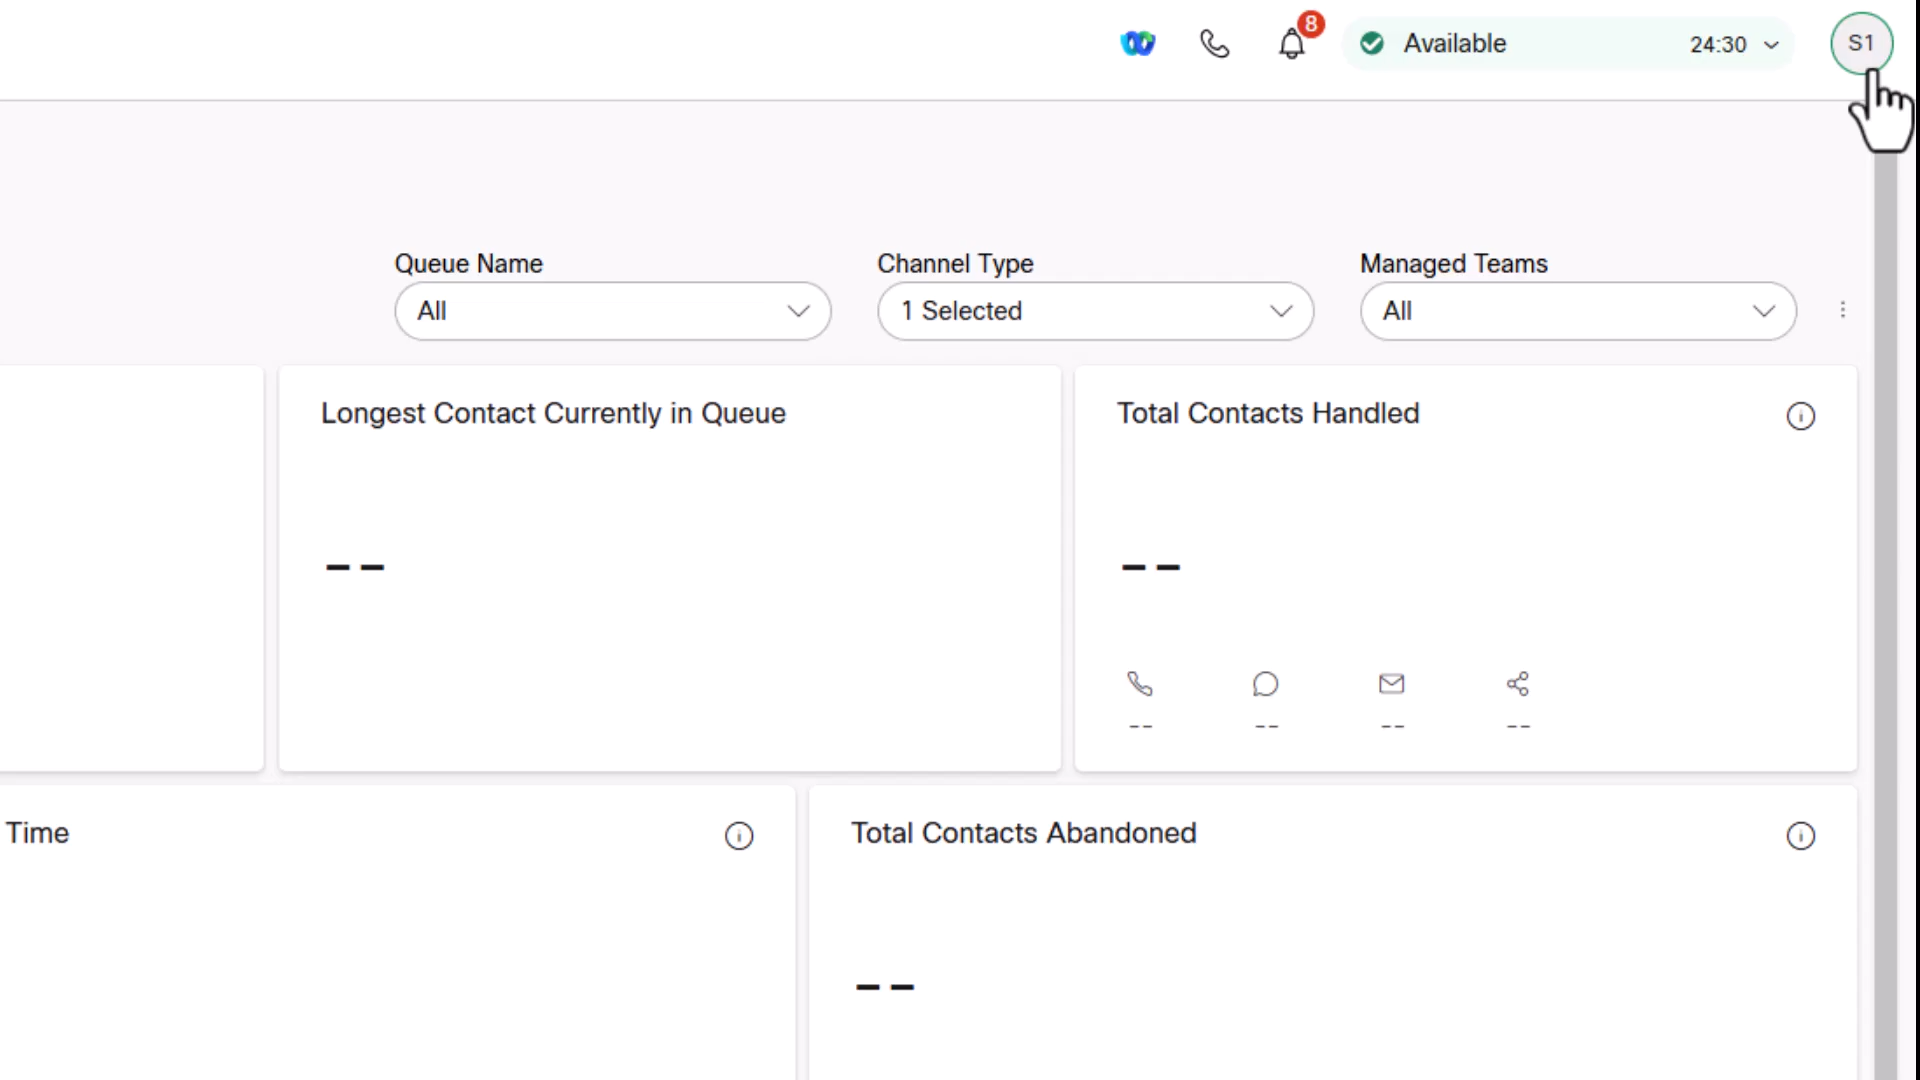 8
Available 24:30 S1
Queue Name Channel Type Managed Teams
All 1 Selected All
Longest Contact Currently in Queue Total Contacts Handled
-- --
-- -- -- --
Time Total Contacts Abandoned
--